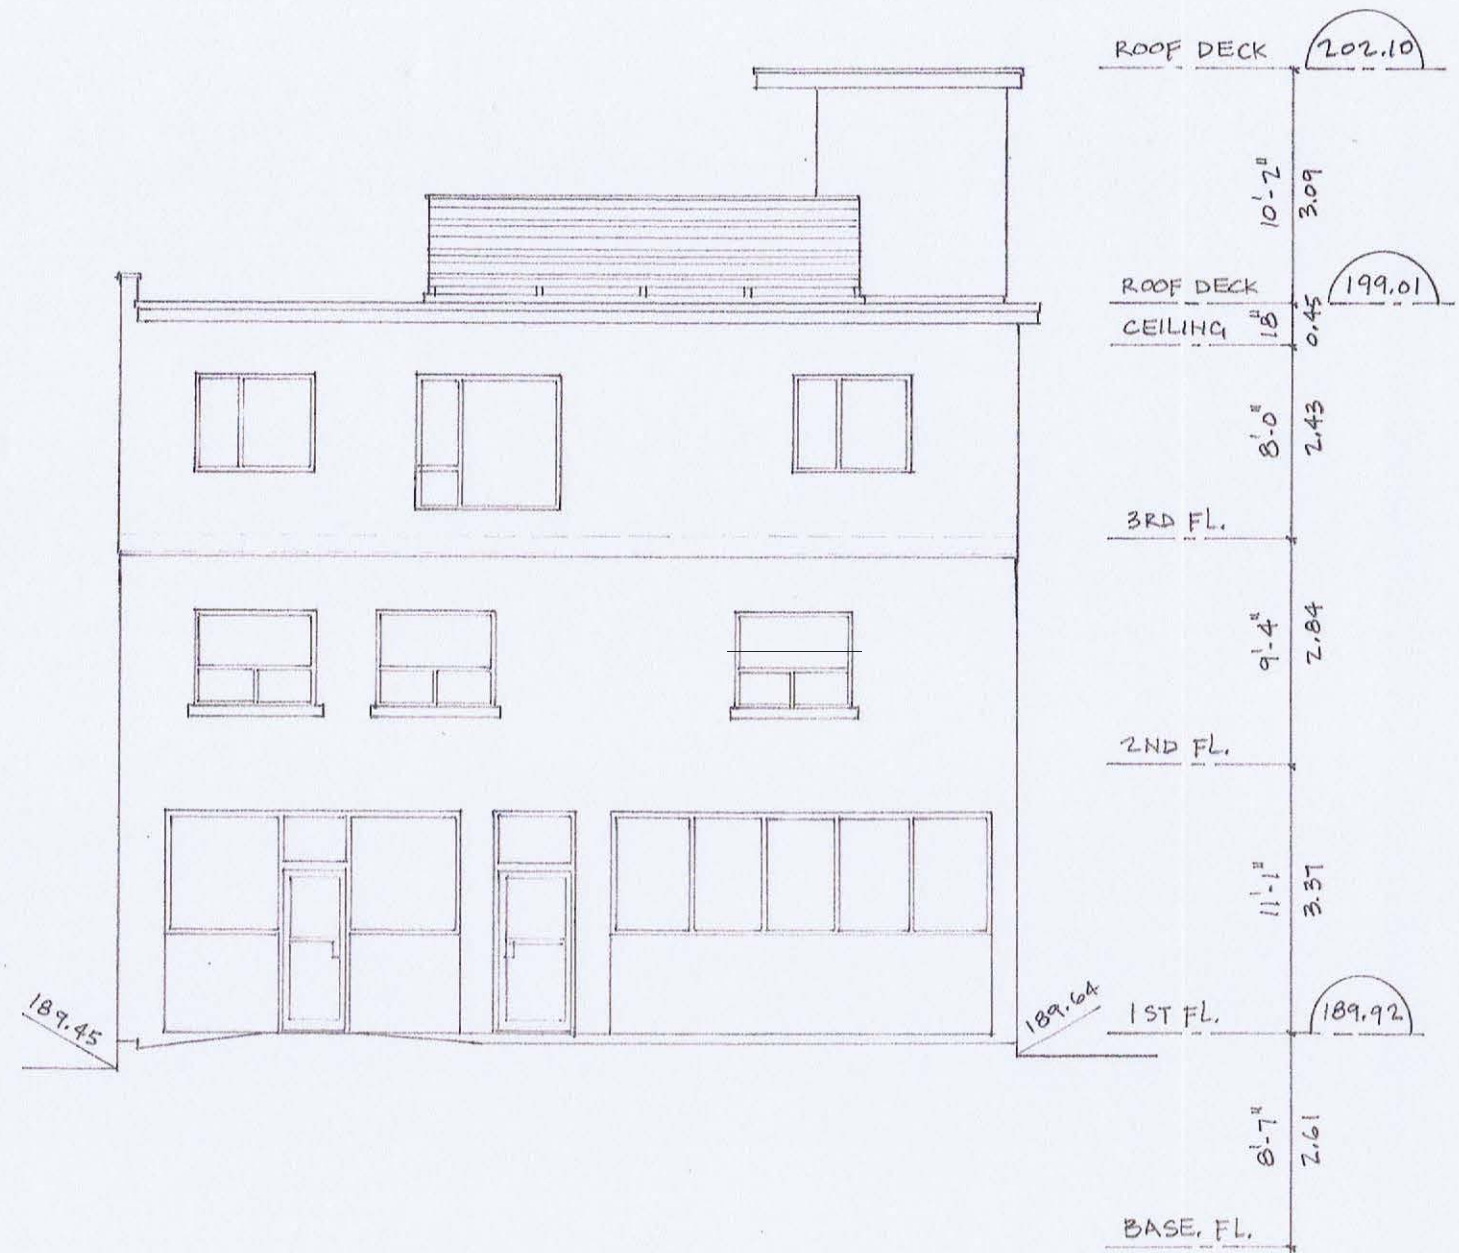 ROOF DECK 202.10
10'-2" 3.09
ROOF DECK 199.01
CEILING 18" 0.45
8'-0" 2.43
3RD FL.
9'-4" 2.84
2ND FL.
11'-1" 3.37
189.45
189.64
1ST FL. 189.92
8'-7" 2.61
BASE. FL.